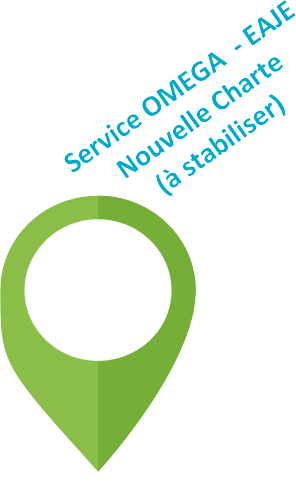 Service OMEGA - EAJE
Nouvelle Charte
(à stabiliser)